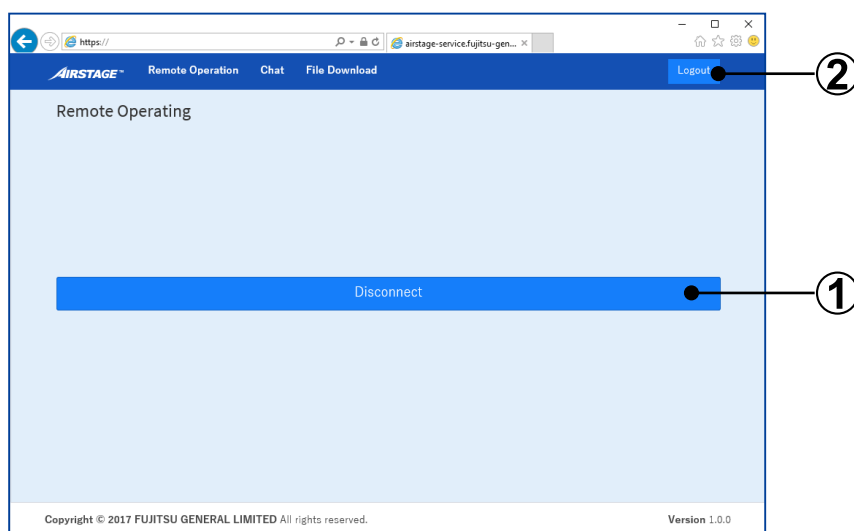 https://
airstage-service.fujitsu-gen...
AIRSTAGE™ Remote Operation Chat File Download Logout
2
Remote Operating
Disconnect
1
Copyright © 2017 FUJITSU GENERAL LIMITED All rights reserved. Version 1.0.0